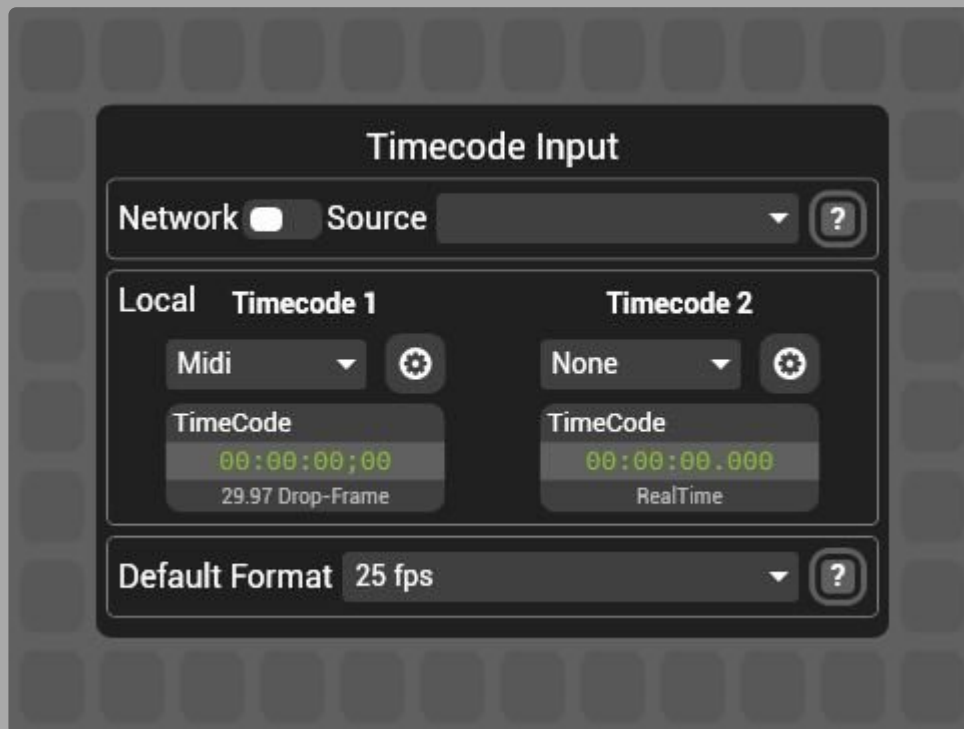 Timecode Input
Network Source ?
Local Timecode 1 Timecode 2
Midi None
TimeCode TimeCode
00:00:00;00 00:00:00.000
29.97 Drop-Frame RealTime
Default Format 25 fps ?